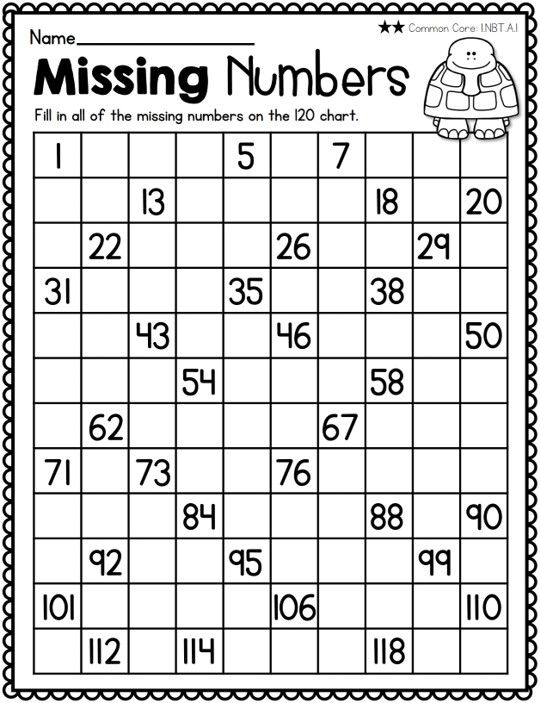 Name
★★ Common Core: 1.NBT.A.1
Missing Numbers
Fill in all of the missing numbers on the 120 chart.
1 5 7
13 18 20
22 26 29
31 35 38
43 46 50
54 58
62 67
71 73 76
84 88 90
92 95 99
101 106 110
112 114 118